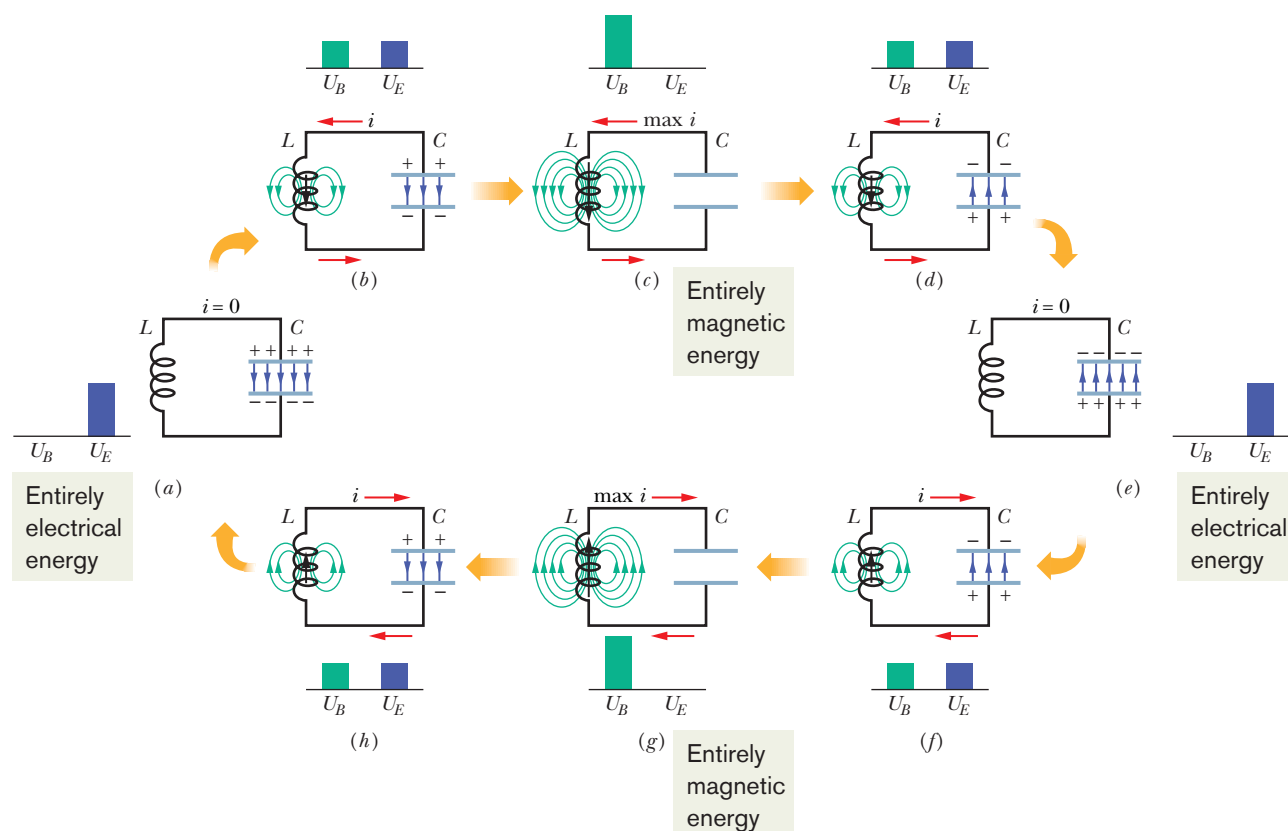 U_B U_E
U_B U_E
U_B U_E
i
L C
+ +
– –
(b)
max i
L C
(c)
Entirely
magnetic
energy
i
L C
– –
+ +
(d)
i = 0
L C
+ + + +
– – – –
U_B U_E
(a)
Entirely
electrical
energy
i = 0
L C
– – – –
+ + + +
(e)
U_B U_E
Entirely
electrical
energy
i
L C
+ +
– –
U_B U_E
(h)
max i
L C
U_B U_E
(g)
Entirely
magnetic
energy
i
L C
– –
+ +
U_B U_E
(f)